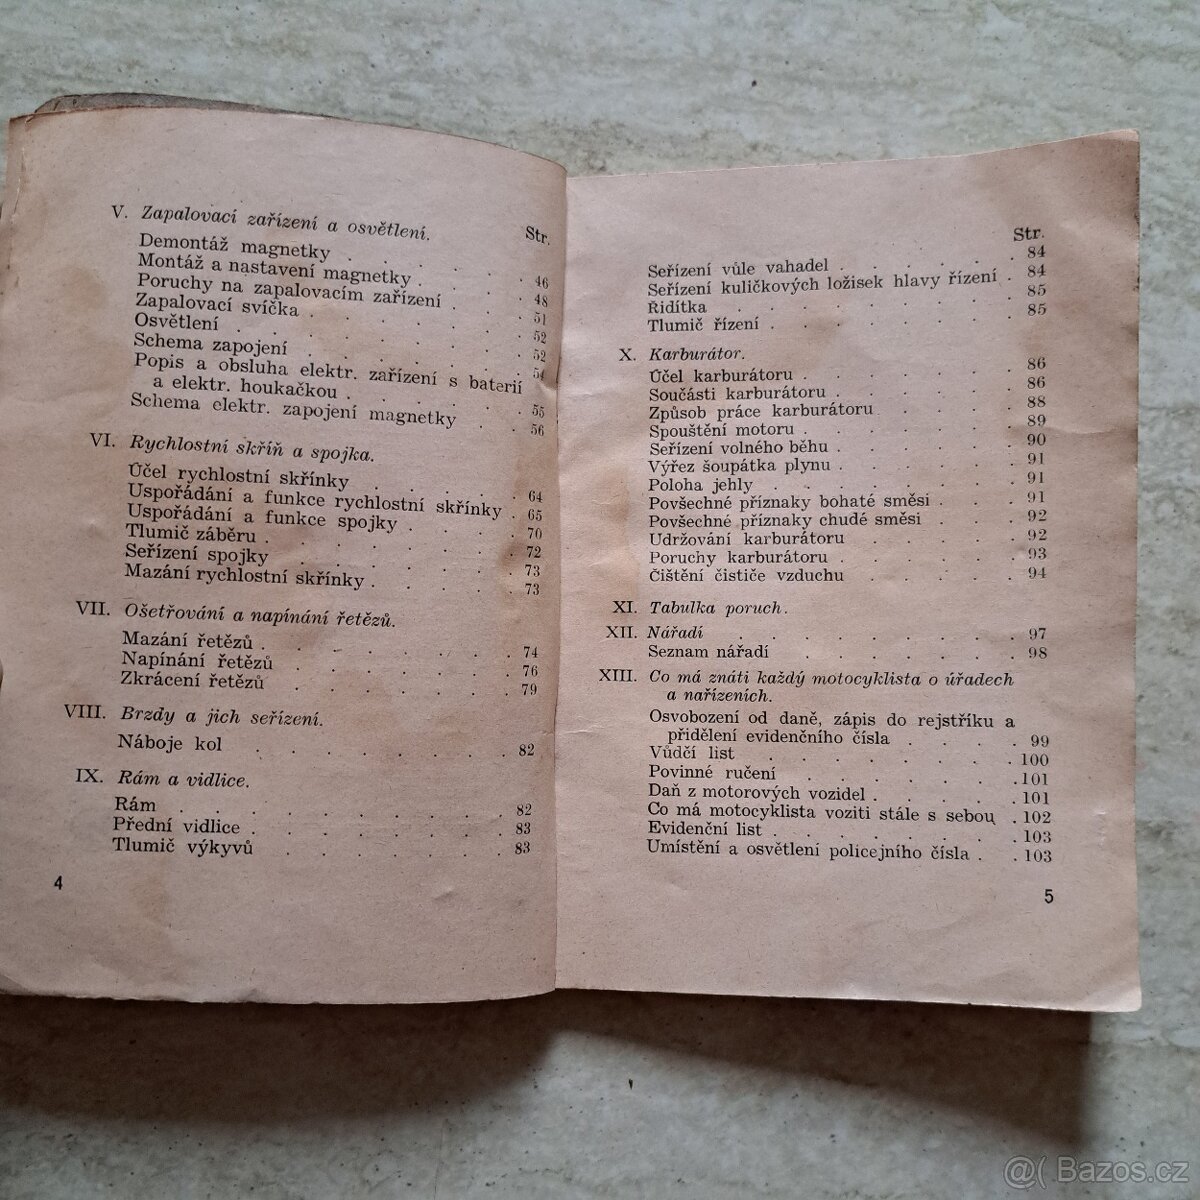 V. Zapalovací zařízení a osvětlení.
Str.
Demontáž magnetky . . . . . . 46
Montáž a nastavení magnetky . . . . 48
Poruchy na zapalovacím zařízení . . . 51
Zapalovací svíčka . . . . . . . 52
Osvětlení . . . . . . . . . 52
Schema zapojení . . . . . . . 54
Popis a obsluha elektr. zařízení s baterií
a elektr. houkačkou . . . . . . 55
Schema elektr. zapojení magnetky . . 56
VI. Rychlostní skříň a spojka.
Účel rychlostní skřínky . . . . . 64
Uspořádání a funkce rychlostní skřínky . 65
Uspořádání a funkce spojky . . . . 70
Tlumič záběru . . . . . . . . 72
Seřízení spojky . . . . . . . 73
Mazání rychlostní skřínky . . . . . 73
VII. Ošetřování a napínání řetězů.
Mazání řetězů . . . . . . . . 74
Napínání řetězů . . . . . . . 76
Zkrácení řetězů . . . . . . . 79
VIII. Brzdy a jich seřízení.
Náboje kol . . . . . . . . 82
IX. Rám a vidlice.
Rám . . . . . . . . . . 82
Přední vidlice . . . . . . . . 83
Tlumič výkyvů . . . . . . . 83
4
Str.
Seřízení vůle vahadel . . . . . 84
Seřízení kuličkových ložisek hlavy řízení . 84
Řidítka . . . . . . . . . 85
Tlumič řízení . . . . . . . . 85
X. Karburátor.
Účel karburátoru . . . . . . . 86
Součásti karburátoru . . . . . . 86
Způsob práce karburátoru . . . . 88
Spouštění motoru . . . . . . . 89
Seřízení volného běhu . . . . . 90
Výřez šoupátka plynu . . . . . . 91
Poloha jehly . . . . . . . . 91
Povšechné příznaky bohaté směsi . . . 91
Povšechné příznaky chudé směsi . . . 92
Udržování karburátoru . . . . . 92
Poruchy karburátoru . . . . . . 93
Čištění čističe vzduchu . . . . . 94
XI. Tabulka poruch.
XII. Nářadí . . . . . . . . 97
Seznam nářadí . . . . . . . 98
XIII. Co má znáti každý motocyklista o úřadech
a nařízeních.
Osvobození od daně, zápis do rejstříku a
přidělení evidenčního čísla . . . . 99
Vůdčí list . . . . . . . . 100
Povinné ručení . . . . . . . 101
Daň z motorových vozidel . . . . . 101
Co má motocyklista voziti stále s sebou . 102
Evidenční list . . . . . . . . 103
Umístění a osvětlení policejního čísla . . 103
5
@( Bazos.cz